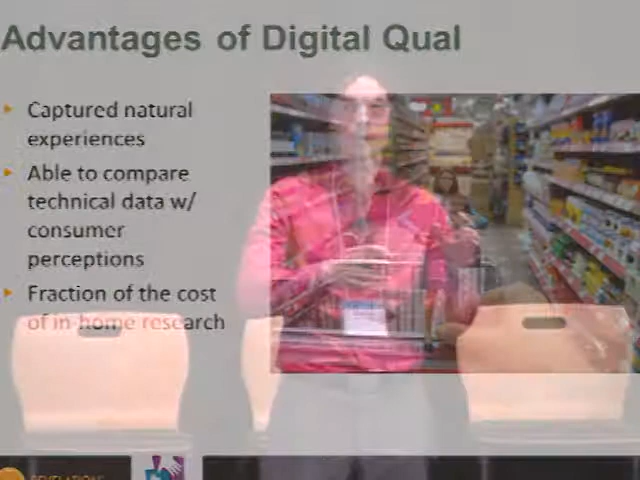 Advantages of Digital Qual
Captured natural
experiences
Able to compare
technical data w/
consumer
perceptions
Fraction of the cost
of in-home research
REVELATION